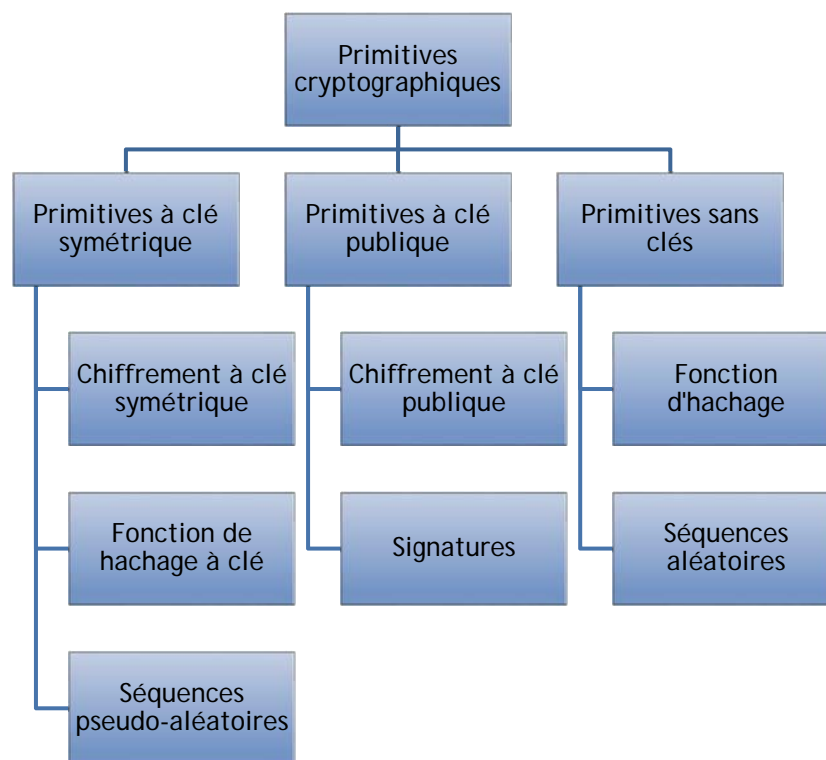 Primitives
cryptographiques
Primitives à clé
symétrique
Primitives à clé
publique
Primitives sans
clés
Chiffrement à clé
symétrique
Chiffrement à clé
publique
Fonction
d'hachage
Fonction de
hachage à clé
Signatures
Séquences
aléatoires
Séquences
pseudo-aléatoires